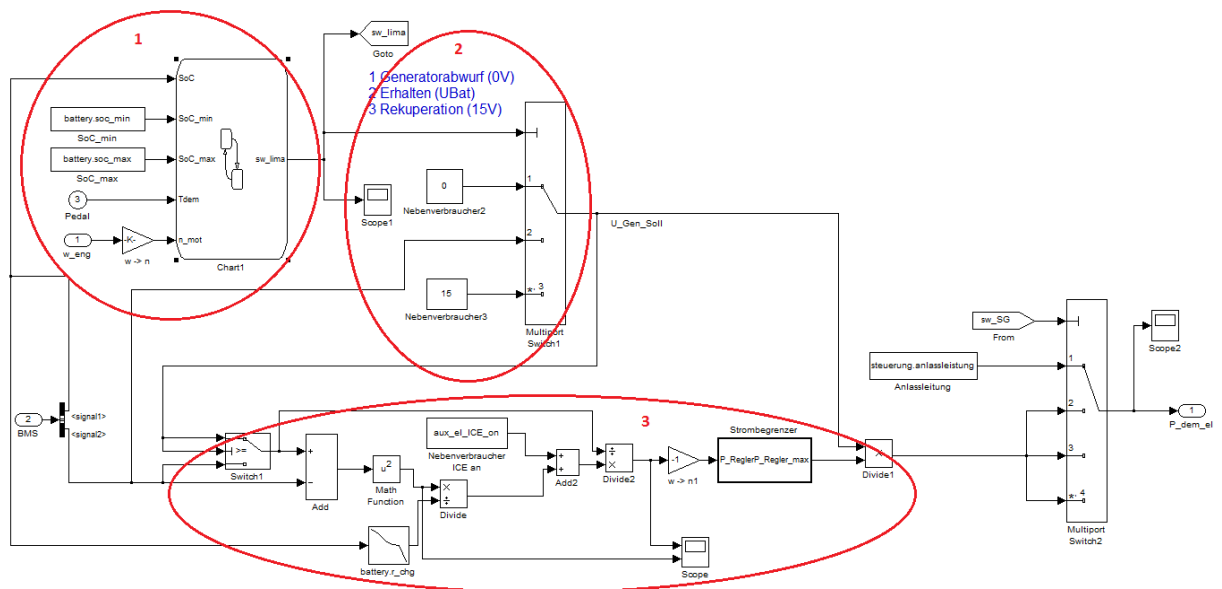 1
SoC
battery.soc_min
SoC_min
SoC_min
battery.soc_max
SoC_max
SoC_max
sw_lima
3
Pedal
Tdem
1
w_eng
-K-
w -> n
n_mot
Chart1
sw_lima
Goto
Scope1
2
1 Generatorabwurf (0V)
2 Erhalten (UBat)
3 Rekuperation (15V)
0
Nebenverbraucher2
1
2
15
Nebenverbraucher3
*, 3
Multiport
Switch1
U_Gen_Soll
2
BMS
<signal1>
<signal2>
>=
Switch1
+
−
Add
u²
Math
Function
×
÷
Divide
battery.r_chg
3
aux_el_ICE_on
Nebenverbraucher
ICE an
+
+
Add2
÷
×
Divide2
-1
w -> n1
Strombegrenzer
P_ReglerP_Regler_max
×
Divide1
Scope
sw_SG
From
steuerung.anlassleistung
Anlassleitung
1
2
3
*, 4
Multiport
Switch2
Scope2
1
P_dem_el